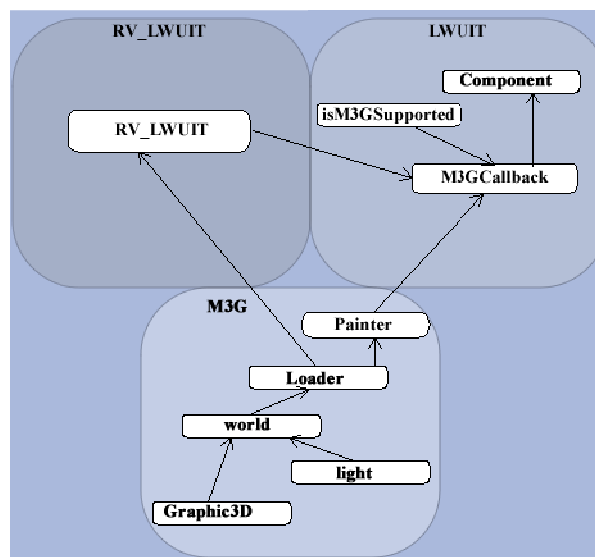 RV_LWUIT
LWUIT
Component
isM3GSupported
RV_LWUIT
M3GCallback
M3G
Painter
Loader
world
light
Graphic3D